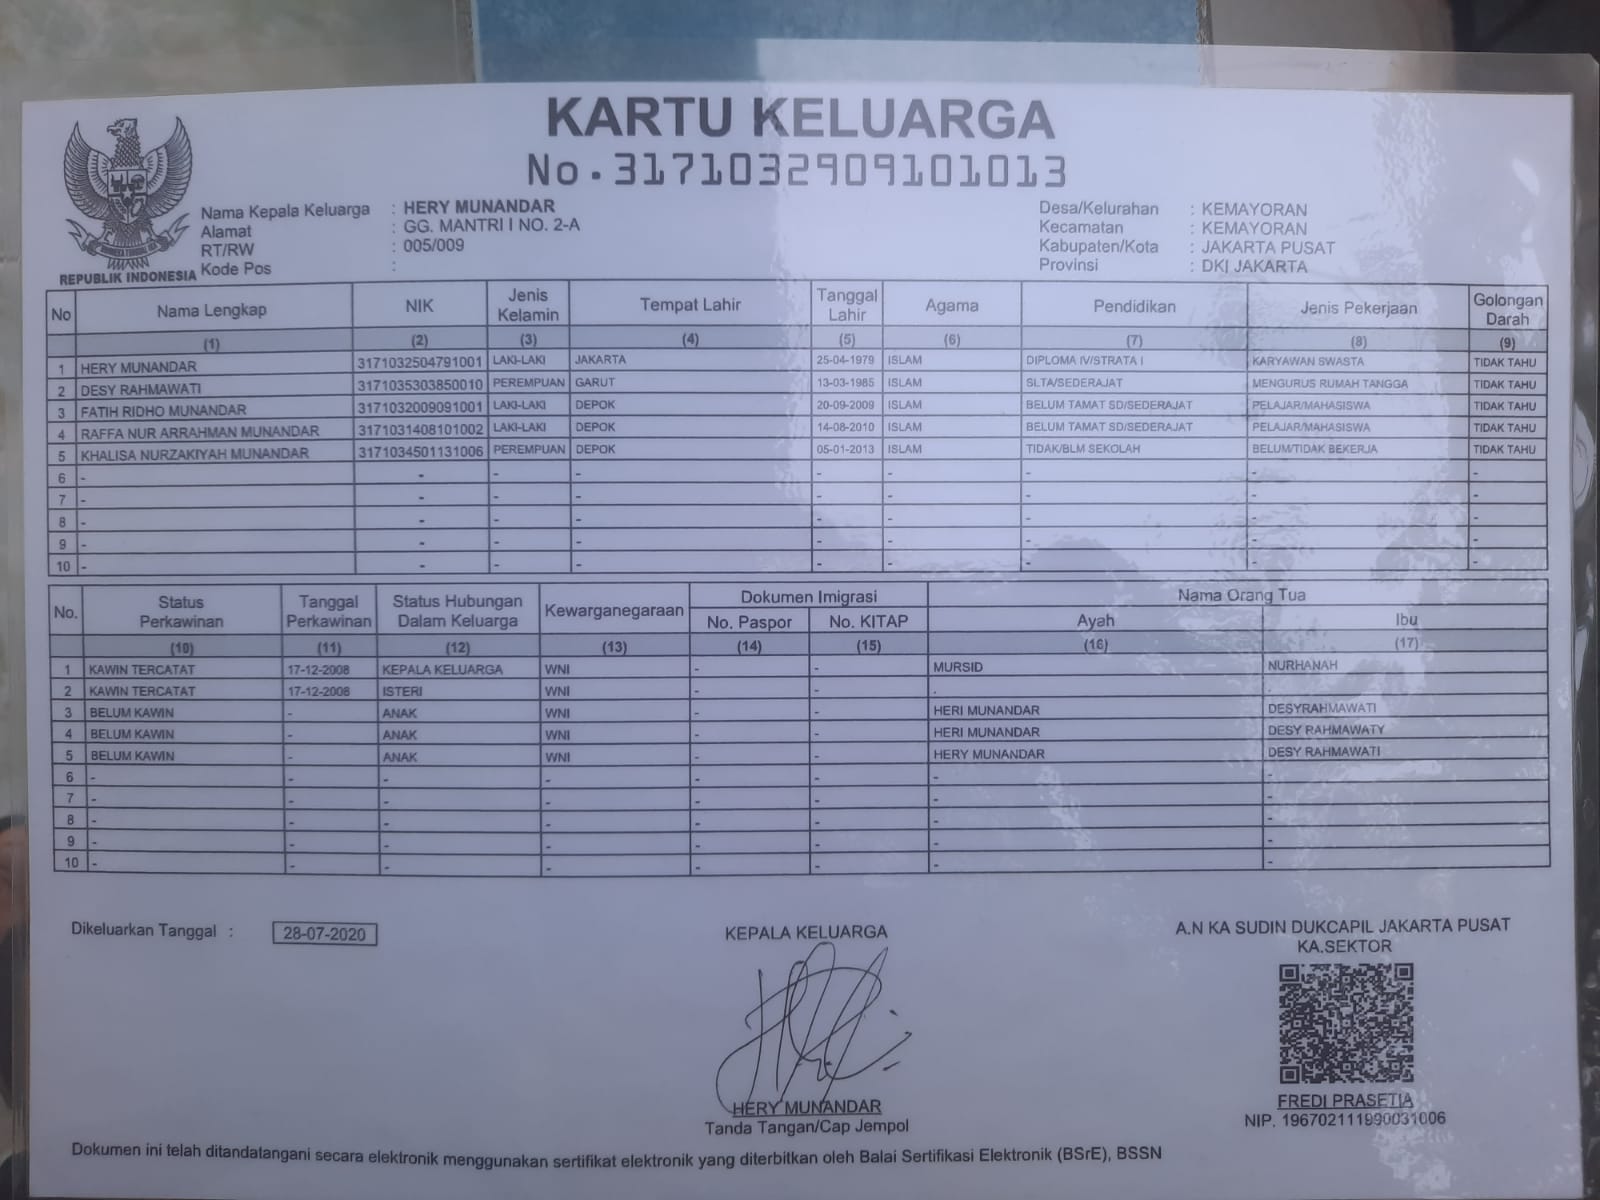 KARTU KELUARGA
No.3171032909101013
REPUBLIK INDONESIA
Nama Kepala Keluarga : HERY MUNANDAR
Alamat : GG. MANTRI I NO. 2-A
RT/RW : 005/009
Kode Pos :
Desa/Kelurahan : KEMAYORAN
Kecamatan : KEMAYORAN
Kabupaten/Kota : JAKARTA PUSAT
Provinsi : DKI JAKARTA
No Nama Lengkap NIK Jenis Kelamin Tempat Lahir Tanggal Lahir Agama Pendidikan Jenis Pekerjaan Golongan Darah
(1) (2) (3) (4) (5) (6) (7) (8) (9)
1 HERY MUNANDAR 3171032504791001 LAKI-LAKI JAKARTA 25-04-1979 ISLAM DIPLOMA IV/STRATA I KARYAWAN SWASTA TIDAK TAHU
2 DESY RAHMAWATI 3171035303850010 PEREMPUAN GARUT 13-03-1985 ISLAM SLTA/SEDERAJAT MENGURUS RUMAH TANGGA TIDAK TAHU
3 FATIH RIDHO MUNANDAR 3171032009091001 LAKI-LAKI DEPOK 20-09-2009 ISLAM BELUM TAMAT SD/SEDERAJAT PELAJAR/MAHASISWA TIDAK TAHU
4 RAFFA NUR ARRAHMAN MUNANDAR 3171031408101002 LAKI-LAKI DEPOK 14-08-2010 ISLAM BELUM TAMAT SD/SEDERAJAT PELAJAR/MAHASISWA TIDAK TAHU
5 KHALISA NURZAKIYAH MUNANDAR 3171034501131006 PEREMPUAN DEPOK 05-01-2013 ISLAM TIDAK/BLM SEKOLAH BELUM/TIDAK BEKERJA TIDAK TAHU
6 - - - - - - - - -
7 - - - - - - - - -
8 - - - - - - - - -
9 - - - - - - - - -
10 - - - - - - - - -
No. Status Perkawinan Tanggal Perkawinan Status Hubungan Dalam Keluarga Kewarganegaraan Dokumen Imigrasi Nama Orang Tua
No. Paspor No. KITAP Ayah Ibu
(10) (11) (12) (13) (14) (15) (16) (17)
1 KAWIN TERCATAT 17-12-2008 KEPALA KELUARGA WNI - - MURSID NURHANAH
2 KAWIN TERCATAT 17-12-2008 ISTERI WNI - - . .
3 BELUM KAWIN - ANAK WNI - - HERI MUNANDAR DESYRAHMAWATI
4 BELUM KAWIN - ANAK WNI - - HERI MUNANDAR DESY RAHMAWATY
5 BELUM KAWIN - ANAK WNI - - HERY MUNANDAR DESY RAHMAWATI
6 - - - - - - - -
7 - - - - - - - -
8 - - - - - - - -
9 - - - - - - - -
10 - - - - - - - -
Dikeluarkan Tanggal : 28-07-2020
KEPALA KELUARGA
HERY MUNANDAR
Tanda Tangan/Cap Jempol
A.N KA SUDIN DUKCAPIL JAKARTA PUSAT
KA.SEKTOR
FREDI PRASETIA
NIP. 196702111990031006
Dokumen ini telah ditandatangani secara elektronik menggunakan sertifikat elektronik yang diterbitkan oleh Balai Sertifikasi Elektronik (BSrE), BSSN